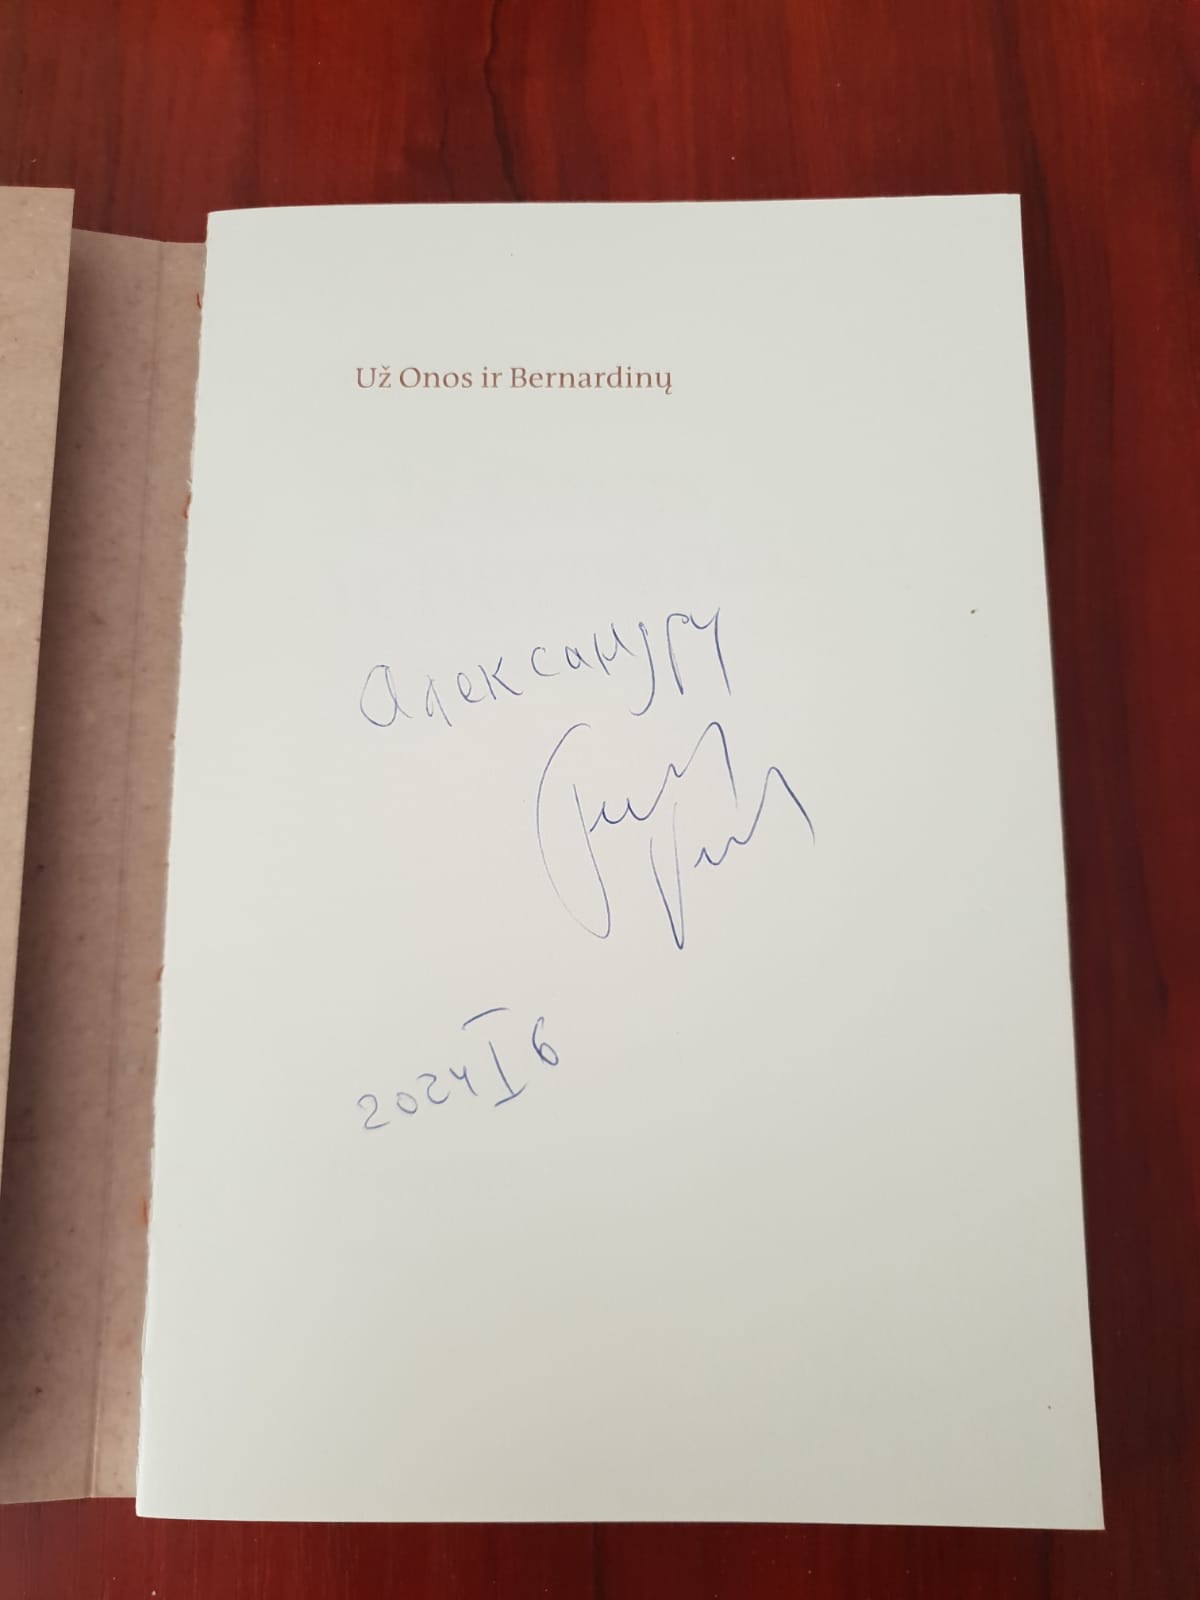 Už Onos ir Bernardinų
Александру
2024 I 6